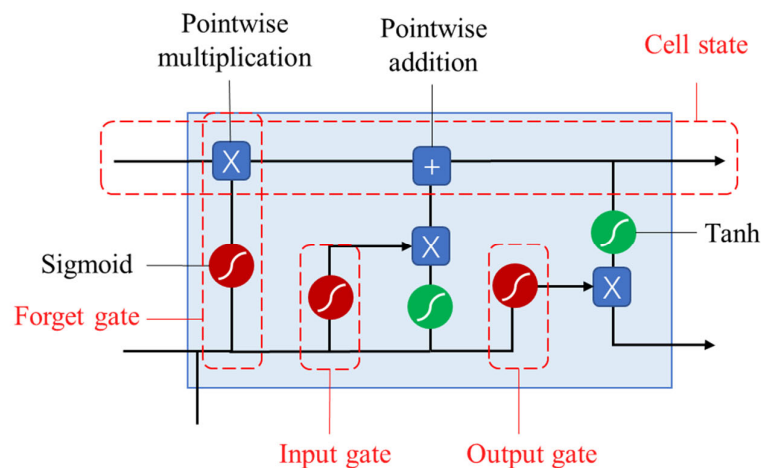 Pointwise
multiplication
Pointwise
addition
Cell state
X
+
X
Tanh
Sigmoid
X
Forget gate
Input gate
Output gate